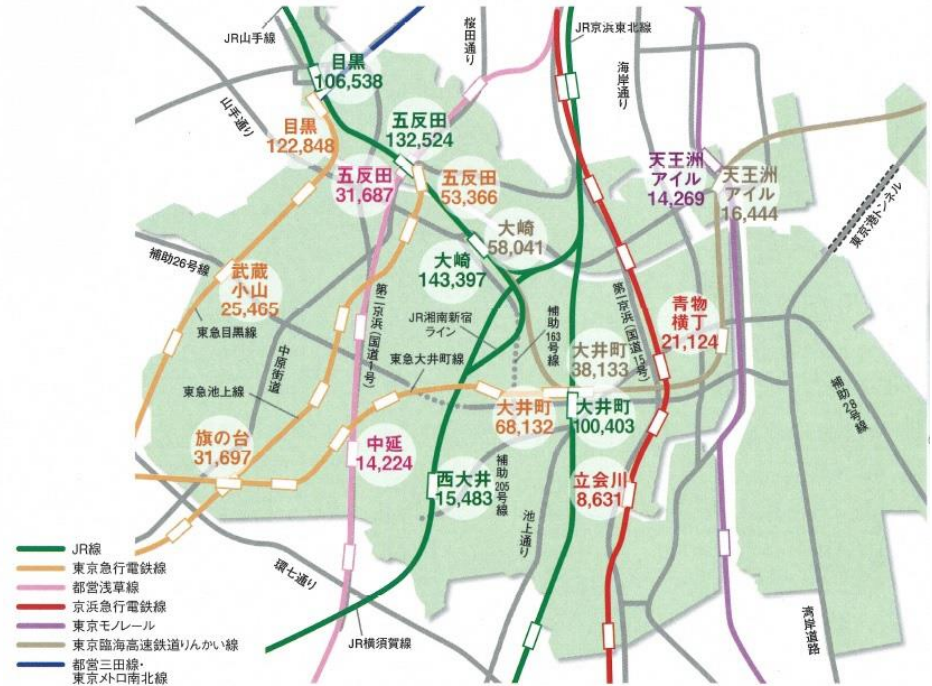 JR山手線
桜田通り
JR京浜東北線
海岸通り
目黒
106,538
山手通り
目黒
122,848
五反田
132,524
五反田
31,687
五反田
53,366
天王洲
アイル
14,269
天王洲
アイル
16,444
東京港トンネル
補助26号線
大崎
58,041
大崎
143,397
武蔵
小山
25,465
東急目黒線
第二京浜(国道1号)
JR湘南新宿
ライン
補助163号線
第一京浜(国道15号)
青物
横丁
21,124
中原街道
東急大井町線
大井町
38,133
東急池上線
大井町
68,132
大井町
100,403
補助28号線
旗の台
31,697
中延
14,224
西大井
15,483
補助205号線
立会川
8,631
池上通り
環七通り
JR横須賀線
湾岸道路
JR線
東京急行電鉄線
都営浅草線
京浜急行電鉄線
東京モノレール
東京臨海高速鉄道りんかい線
都営三田線・
東京メトロ南北線